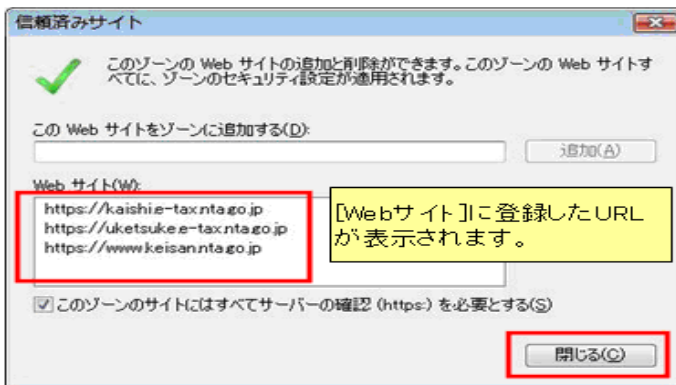 信頼済みサイト
このゾーンの Web サイトの追加と削除ができます。このゾーンの Web サイトす
べてに、ゾーンのセキュリティ設定が適用されます。
この Web サイトをゾーンに追加する(D):
追加(A)
Web サイト(W):
https://kaishi.e-tax.nta.go.jp
https://uketsuke.e-tax.nta.go.jp
https://www.keisan.nta.go.jp
[Webサイト]に登録したURL
が表示されます。
このゾーンのサイトにはすべてサーバーの確認 (https:) を必要とする(S)
閉じる(C)